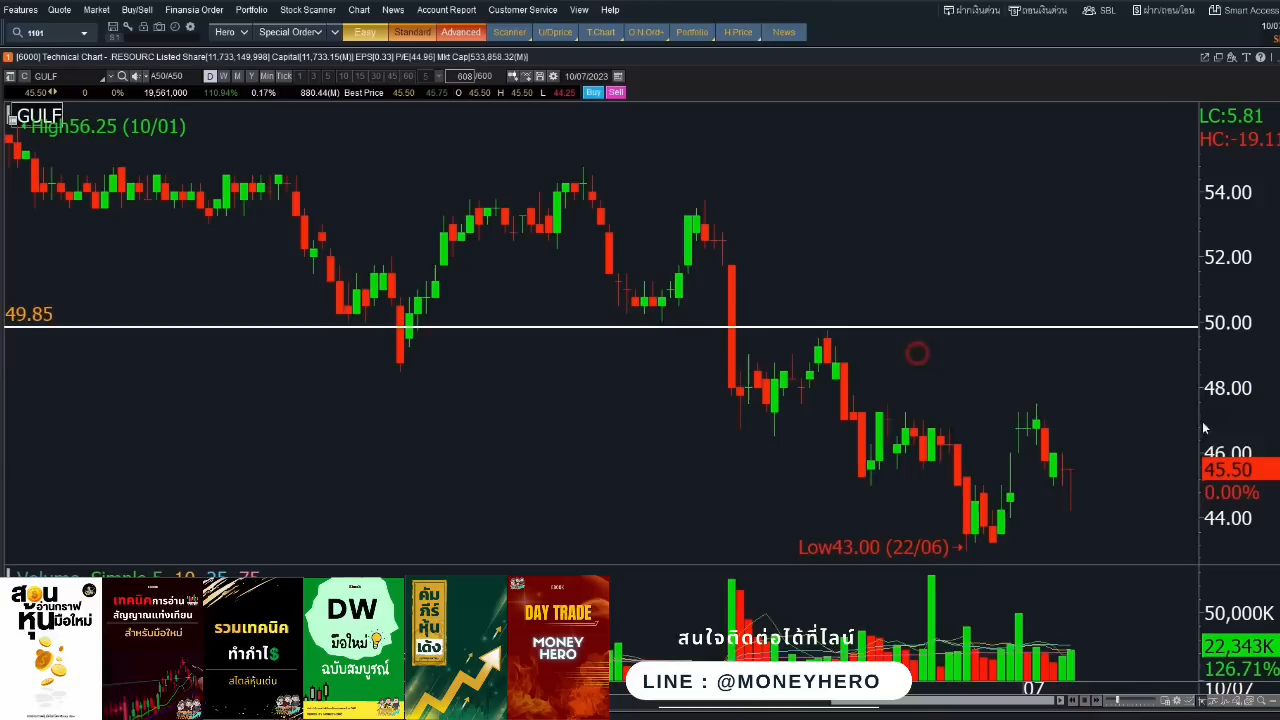 Features Quote Market Buy/Sell Finansia Order Portfolio Stock Scanner Chart News Account Report Customer Service View Help ฝากเงินด่วน ถอนเงินด่วน SBL ฝาก/ถอนโอน Smart Access
1101 Hero Special Order Easy Standard Advanced Scanner U/Dprice T.Chart O.N.Ord+ Portfolio H.Price News 10/0
[6000] Technical Chart - .RESOURC Listed Share[11,733,149,998] Capital[11,733.15(M)] EPS[0.33] P/E[44.96] Mkt Cap[533,858.32(M)]
C GULF A50/A50 D W M Y Min Tick 1 3 5 10 15 30 45 60 5 608 /600 10/07/2023
45.50 0 0% 19,561,000 110.94% 0.17% 880.44(M) Best Price 45.50 45.75 O 45.50 H 45.50 L 44.25 Buy Sell
GULF
High56.25 (10/01)
LC:5.81
HC:-19.11
54.00
52.00
49.85
50.00
48.00
46.00
45.50
0.00%
44.00
Low43.00 (22/06)
Volume, Simple 5, 10, 25, 75
50,000K
22,343K
126.71%
07
10/07
สอน
อ่านกราฟ
หุ้นมือใหม่
เทคนิคการอ่าน
สัญญาณแท่งเทียน
สำหรับมือใหม่
รวมเทคนิค
ทำกำไ$
สไตล์หุ้นเด่น
DW
มือใหม่
ฉบับสมบูรณ์
คัมภีร์หุ้นเด้ง
EBOOK
DAY TRADE
MONEY
HERO
สนใจติดต่อได้ที่ไลน์
LINE : @MONEYHERO